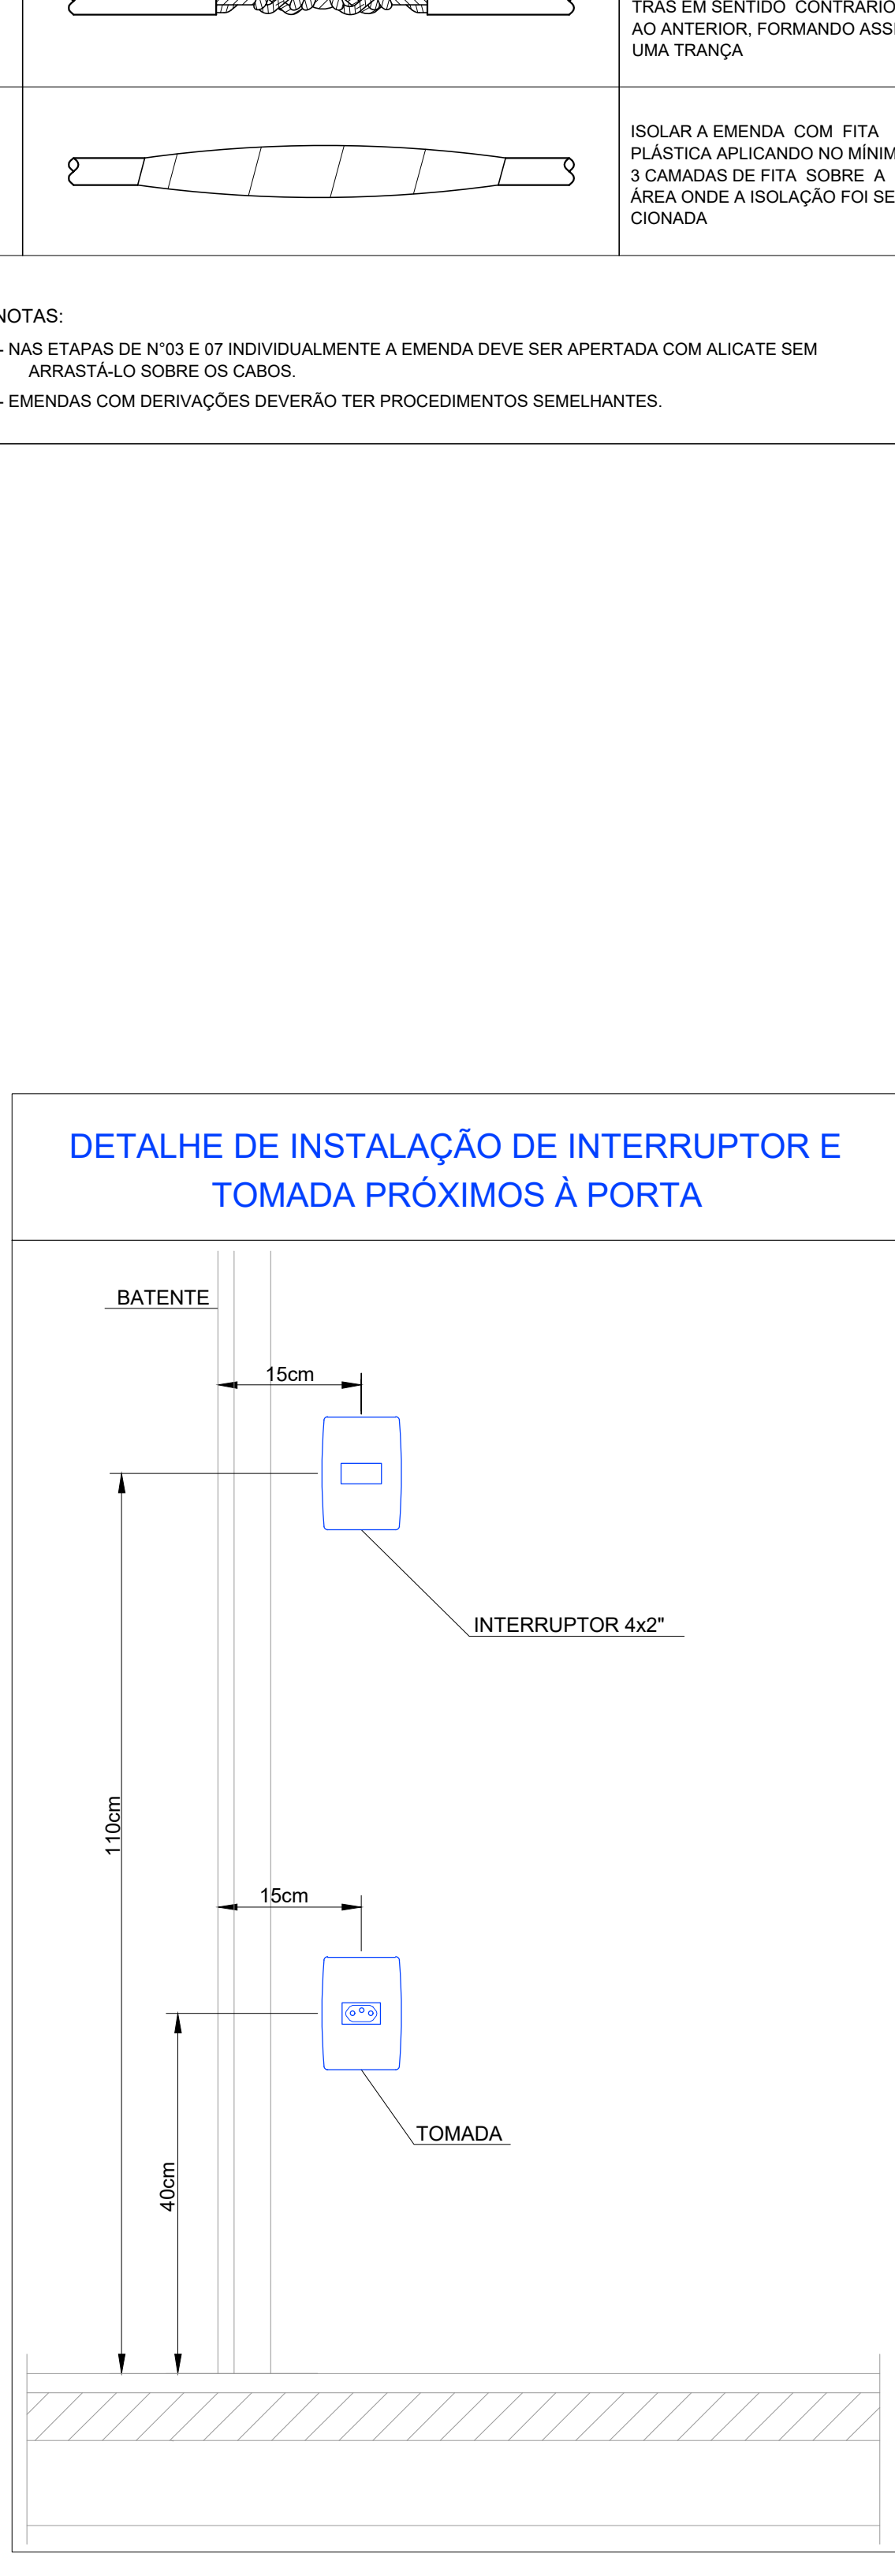 TRÁS EM SENTIDO CONTRÁRIO
AO ANTERIOR, FORMANDO ASSI
UMA TRANÇA
ISOLAR A EMENDA COM FITA
PLÁSTICA APLICANDO NO MÍNIM
3 CAMADAS DE FITA SOBRE A
ÁREA ONDE A ISOLAÇÃO FOI SE
CIONADA
NOTAS:
- NAS ETAPAS DE N°03 E 07 INDIVIDUALMENTE A EMENDA DEVE SER APERTADA COM ALICATE SEM
ARRASTÁ-LO SOBRE OS CABOS.
- EMENDAS COM DERIVAÇÕES DEVERÃO TER PROCEDIMENTOS SEMELHANTES.
DETALHE DE INSTALAÇÃO DE INTERRUPTOR E
TOMADA PRÓXIMOS À PORTA
BATENTE
15cm
INTERRUPTOR 4x2"
110cm
15cm
TOMADA
40cm